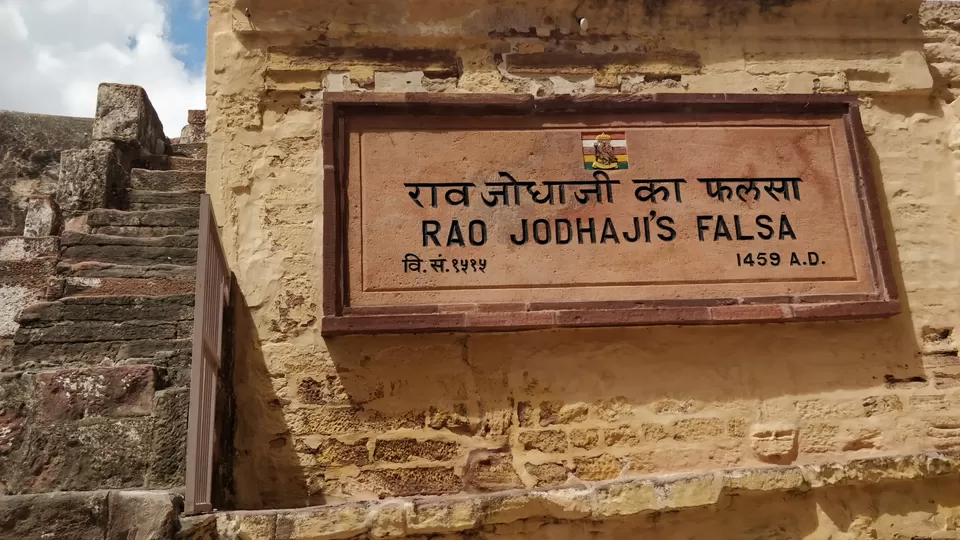 राव जोधाजी का फलसा
RAO JODHAJI'S FALSA
वि. सं. १५१५ 1459 A.D.